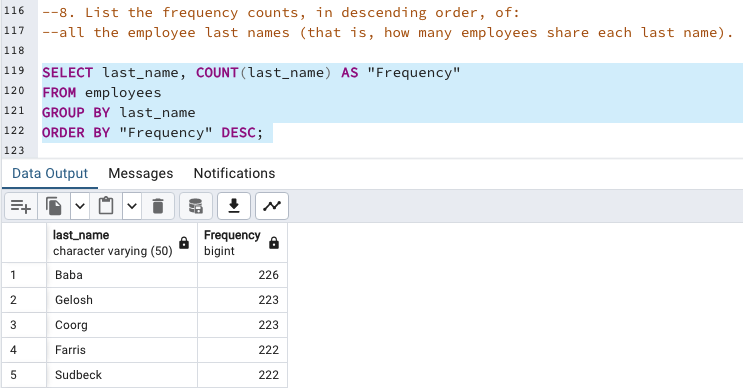 116 --8. List the frequency counts, in descending order, of:
117 --all the employee last names (that is, how many employees share each last name).
118
119 SELECT last_name, COUNT(last_name) AS "Frequency"
120 FROM employees
121 GROUP BY last_name
122 ORDER BY "Frequency" DESC;
123
Data Output Messages Notifications
last_name Frequency
character varying (50) bigint
1 Baba 226
2 Gelosh 223
3 Coorg 223
4 Farris 222
5 Sudbeck 222